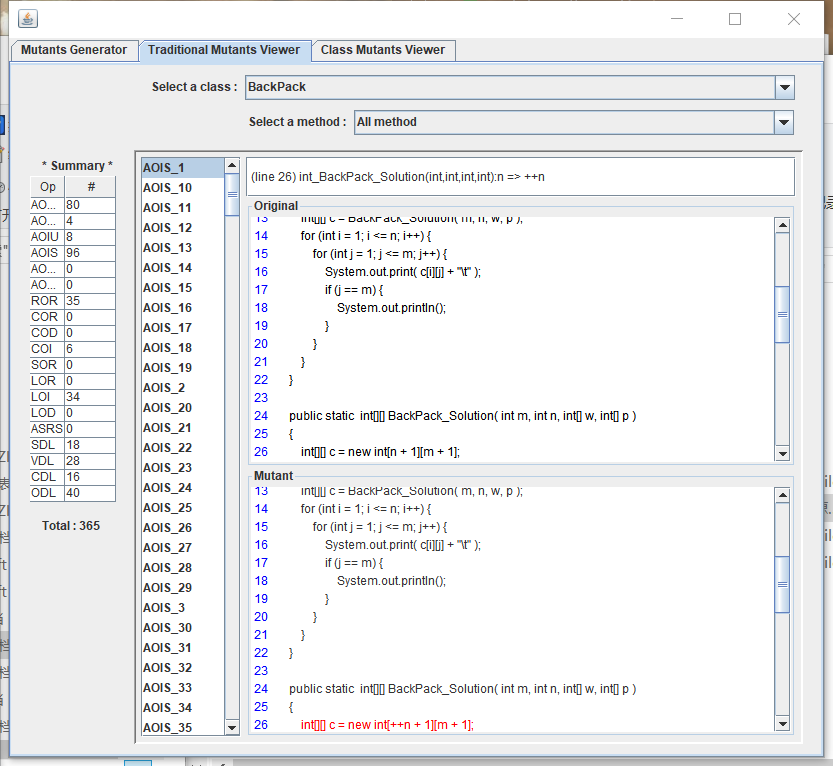 Mutants Generator
Traditional Mutants Viewer
Class Mutants Viewer
Select a class :
BackPack
Select a method :
All method
* Summary *
Op #
AO... 80
AO... 4
AOIU 8
AOIS 96
AO... 0
AO... 0
ROR 35
COR 0
COD 0
COI 6
SOR 0
LOR 0
LOI 34
LOD 0
ASRS 0
SDL 18
VDL 28
CDL 16
ODL 40
Total : 365
AOIS_1
AOIS_10
AOIS_11
AOIS_12
AOIS_13
AOIS_14
AOIS_15
AOIS_16
AOIS_17
AOIS_18
AOIS_19
AOIS_2
AOIS_20
AOIS_21
AOIS_22
AOIS_23
AOIS_24
AOIS_25
AOIS_26
AOIS_27
AOIS_28
AOIS_29
AOIS_3
AOIS_30
AOIS_31
AOIS_32
AOIS_33
AOIS_34
AOIS_35
(line 26) int_BackPack_Solution(int,int,int,int):n => ++n
Original
13 int[][] c = BackPack_Solution( m, n, w, p );
14 for (int i = 1; i <= n; i++) {
15 for (int j = 1; j <= m; j++) {
16 System.out.print( c[i][j] + "\t" );
17 if (j == m) {
18 System.out.println();
19 }
20 }
21 }
22 }
23
24 public static int[][] BackPack_Solution( int m, int n, int[] w, int[] p )
25 {
26 int[][] c = new int[n + 1][m + 1];
Mutant
13 int[][] c = BackPack_Solution( m, n, w, p );
14 for (int i = 1; i <= n; i++) {
15 for (int j = 1; j <= m; j++) {
16 System.out.print( c[i][j] + "\t" );
17 if (j == m) {
18 System.out.println();
19 }
20 }
21 }
22 }
23
24 public static int[][] BackPack_Solution( int m, int n, int[] w, int[] p )
25 {
26 int[][] c = new int[++n + 1][m + 1];